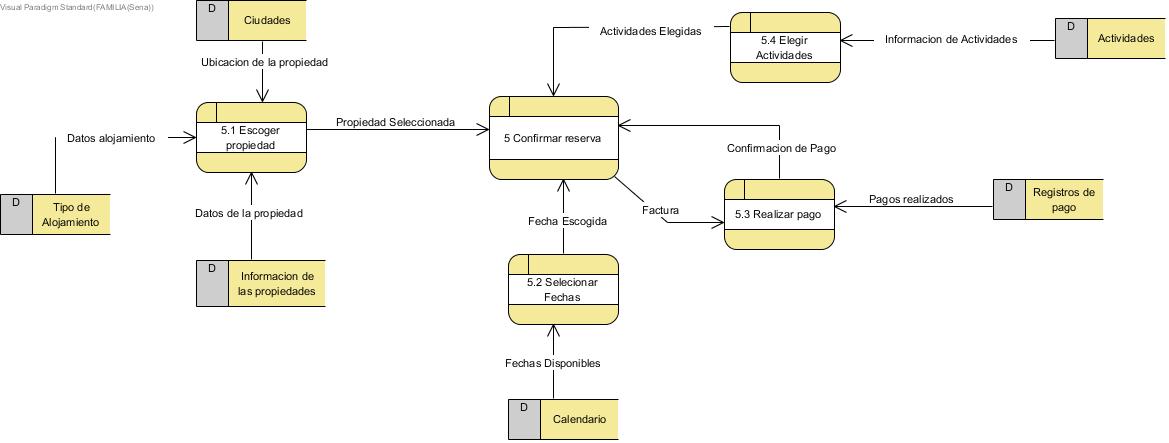 Visual Paradigm Standard(FAMILIA(Sena))
D
Ciudades
Ubicacion de la propiedad
5.1 Escoger
propiedad
Datos alojamiento
D
Tipo de
Alojamiento
Datos de la propiedad
D
Informacion de
las propiedades
Propiedad Seleccionada
5 Confirmar reserva
Actividades Elegidas
5.4 Elegir
Actividades
Informacion de Actividades
D
Actividades
Confirmacion de Pago
Factura
5.3 Realizar pago
Pagos realizados
D
Registros de
pago
Fecha Escogida
5.2 Selecionar
Fechas
Fechas Disponibles
D
Calendario